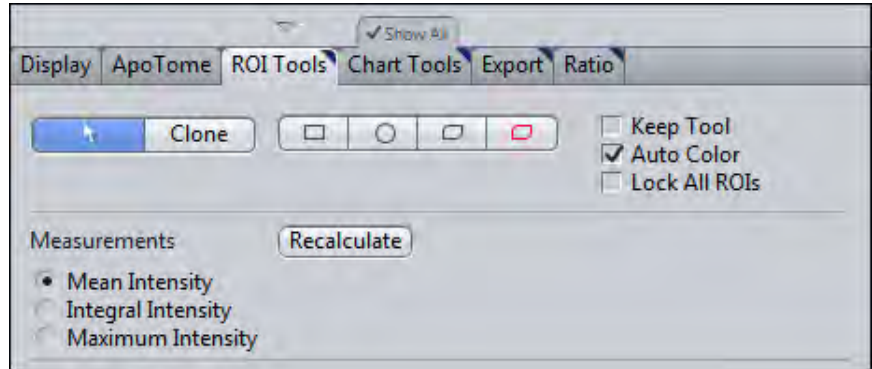 Show All
Display ApoTome ROI Tools Chart Tools Export Ratio
Clone
Keep Tool
Auto Color
Lock All ROIs
Measurements Recalculate
Mean Intensity
Integral Intensity
Maximum Intensity